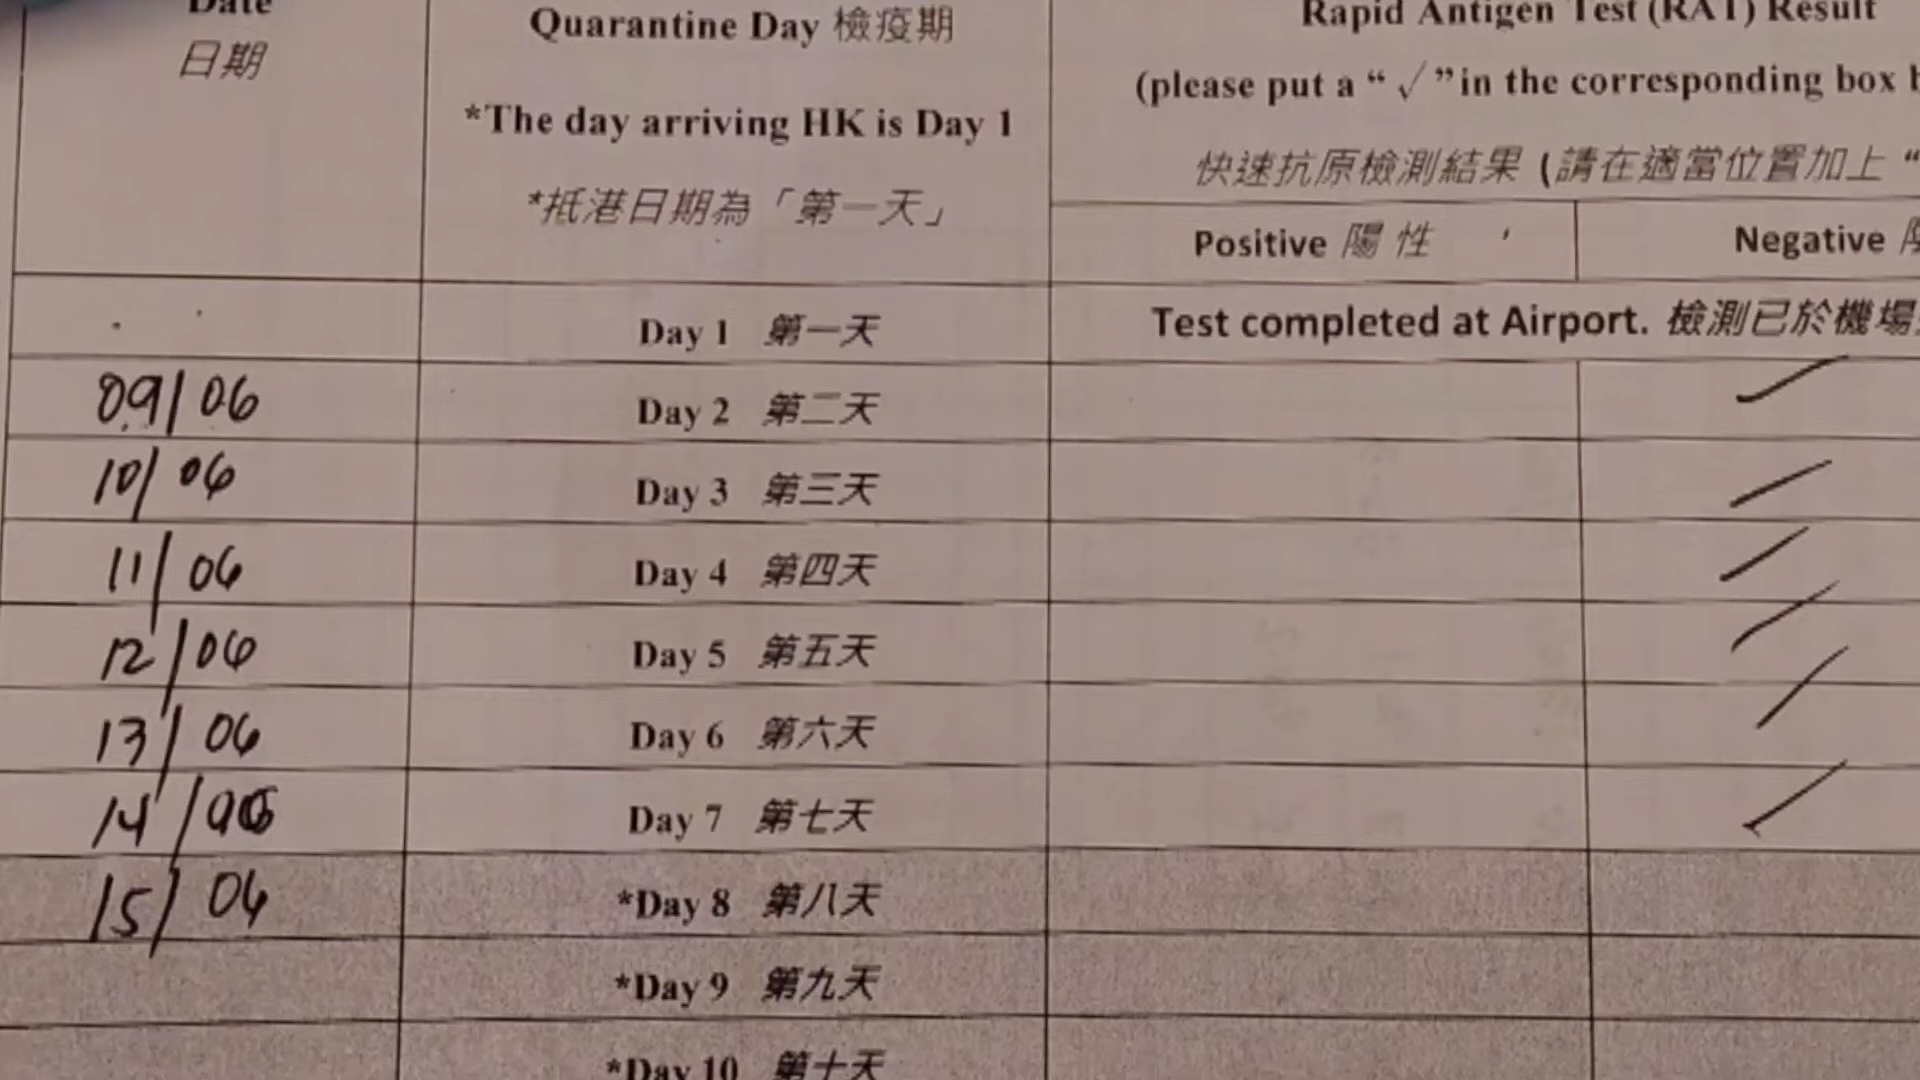 Date
日期
Quarantine Day 檢疫期
*The day arriving HK is Day 1
*抵港日期為「第一天」
Rapid Antigen Test (RAT) Result
(please put a “ √ ” in the corresponding box
快速抗原檢測結果 (請在適當位置加上 “
Positive 陽性
Negative
Day 1 第一天
Test completed at Airport. 檢測已於機場
09/06 Day 2 第二天 ✓
10/06 Day 3 第三天 ✓
11/06 Day 4 第四天 ✓
12/06 Day 5 第五天 ✓
13/06 Day 6 第六天 ✓
14/06 Day 7 第七天 ✓
15/06 *Day 8 第八天
*Day 9 第九天
*Day 10 第十天